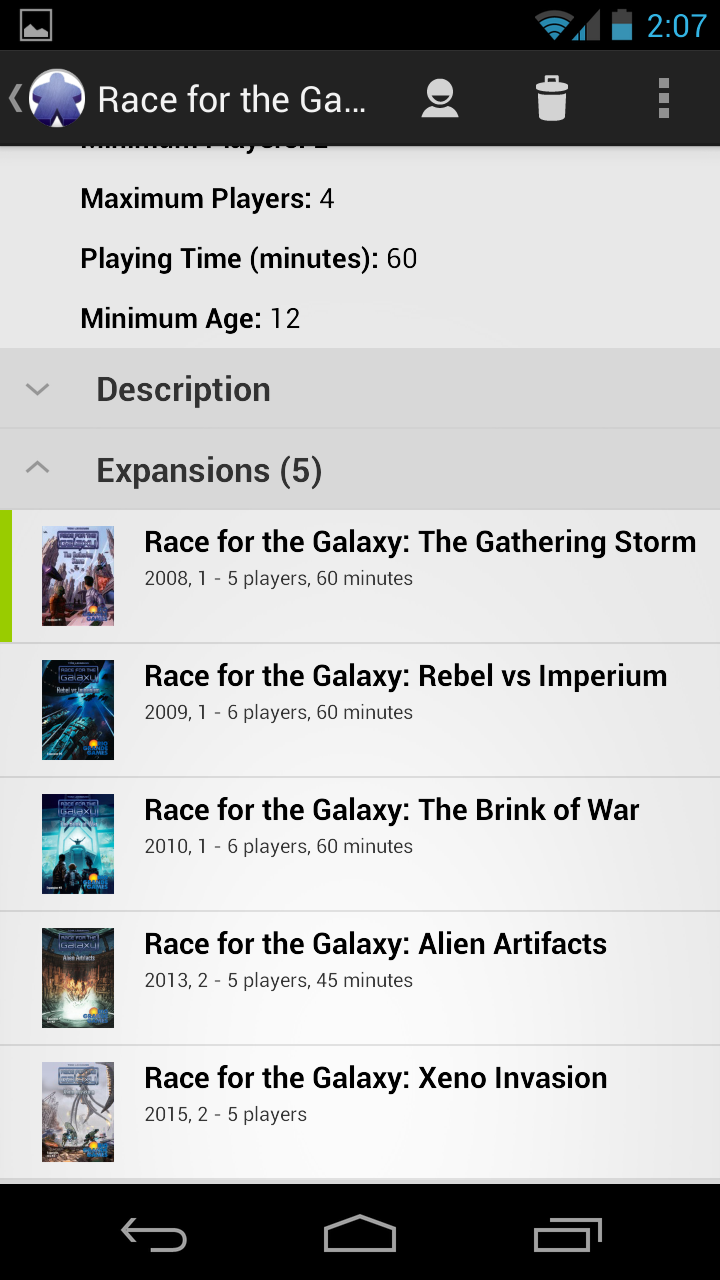 2:07
Race for the Ga...
Minimum Players: 2
Maximum Players: 4
Playing Time (minutes): 60
Minimum Age: 12
Description
Expansions (5)
Race for the Galaxy: The Gathering Storm
2008, 1 - 5 players, 60 minutes
Race for the Galaxy: Rebel vs Imperium
2009, 1 - 6 players, 60 minutes
Race for the Galaxy: The Brink of War
2010, 1 - 6 players, 60 minutes
Race for the Galaxy: Alien Artifacts
2013, 2 - 5 players, 45 minutes
Race for the Galaxy: Xeno Invasion
2015, 2 - 5 players